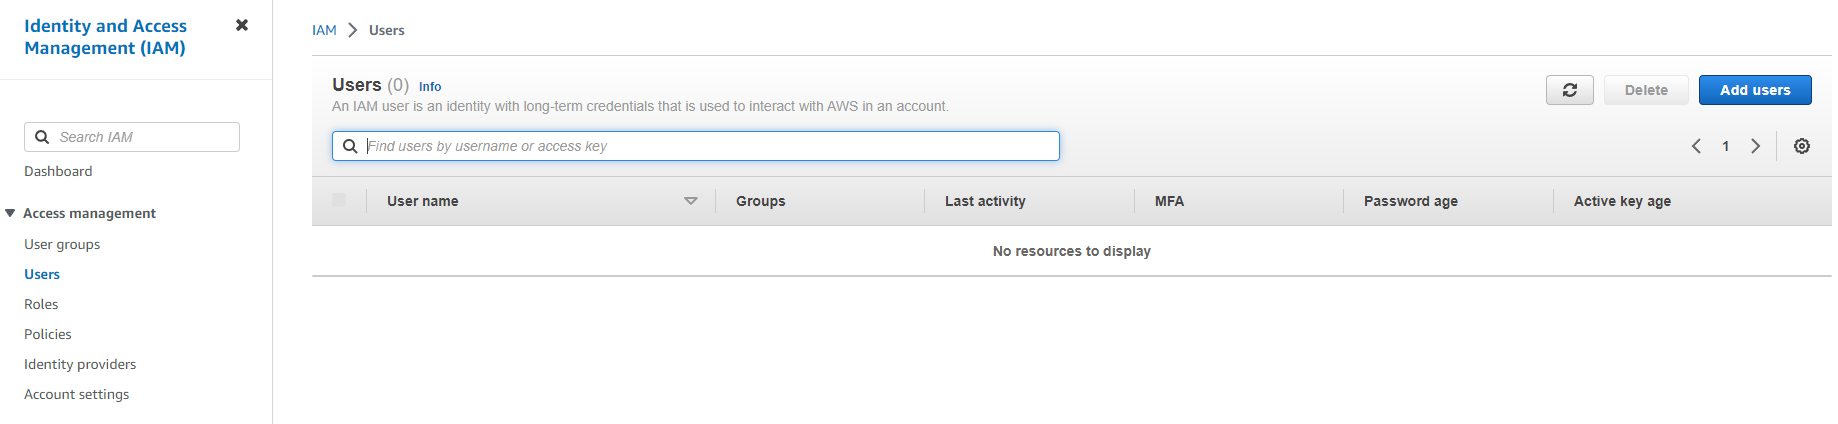 Identity and Access
Management (IAM)
Search IAM
Dashboard
Access management
User groups
Users
Roles
Policies
Identity providers
Account settings
IAM > Users
Users (0) Info
An IAM user is an identity with long-term credentials that is used to interact with AWS in an account.
Delete
Add users
Find users by username or access key
1
User name Groups Last activity MFA Password age Active key age
No resources to display